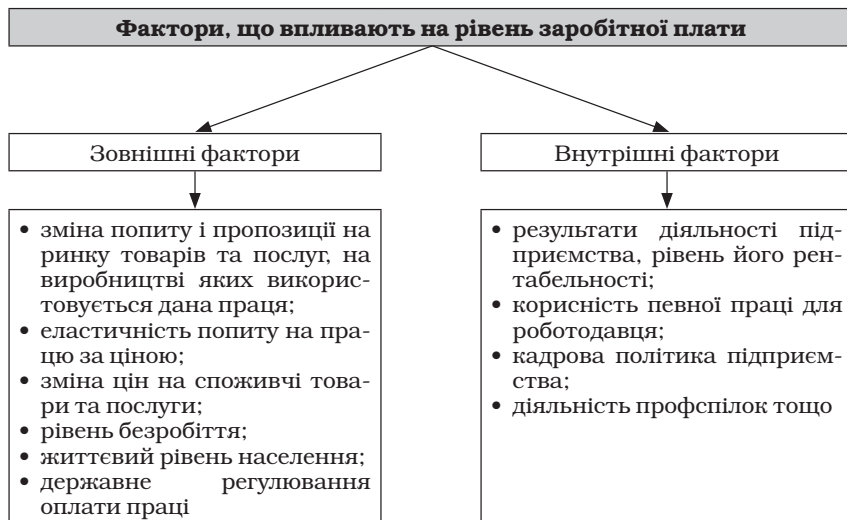 Фактори, що впливають на рівень заробітної плати
Зовнішні фактори
Внутрішні фактори
• зміна попиту і пропозиції на
ринку товарів та послуг, на
виробництві яких викорис-
товується дана праця;
• еластичність попиту на пра-
цю за ціною;
• зміна цін на споживчі това-
ри та послуги;
• рівень безробіття;
• життєвий рівень населення;
• державне регулювання
оплати праці
• результати діяльності під-
приємства, рівень його рен-
табельності;
• корисність певної праці для
роботодавця;
• кадрова політика підприєм-
ства;
• діяльність профспілок тощо